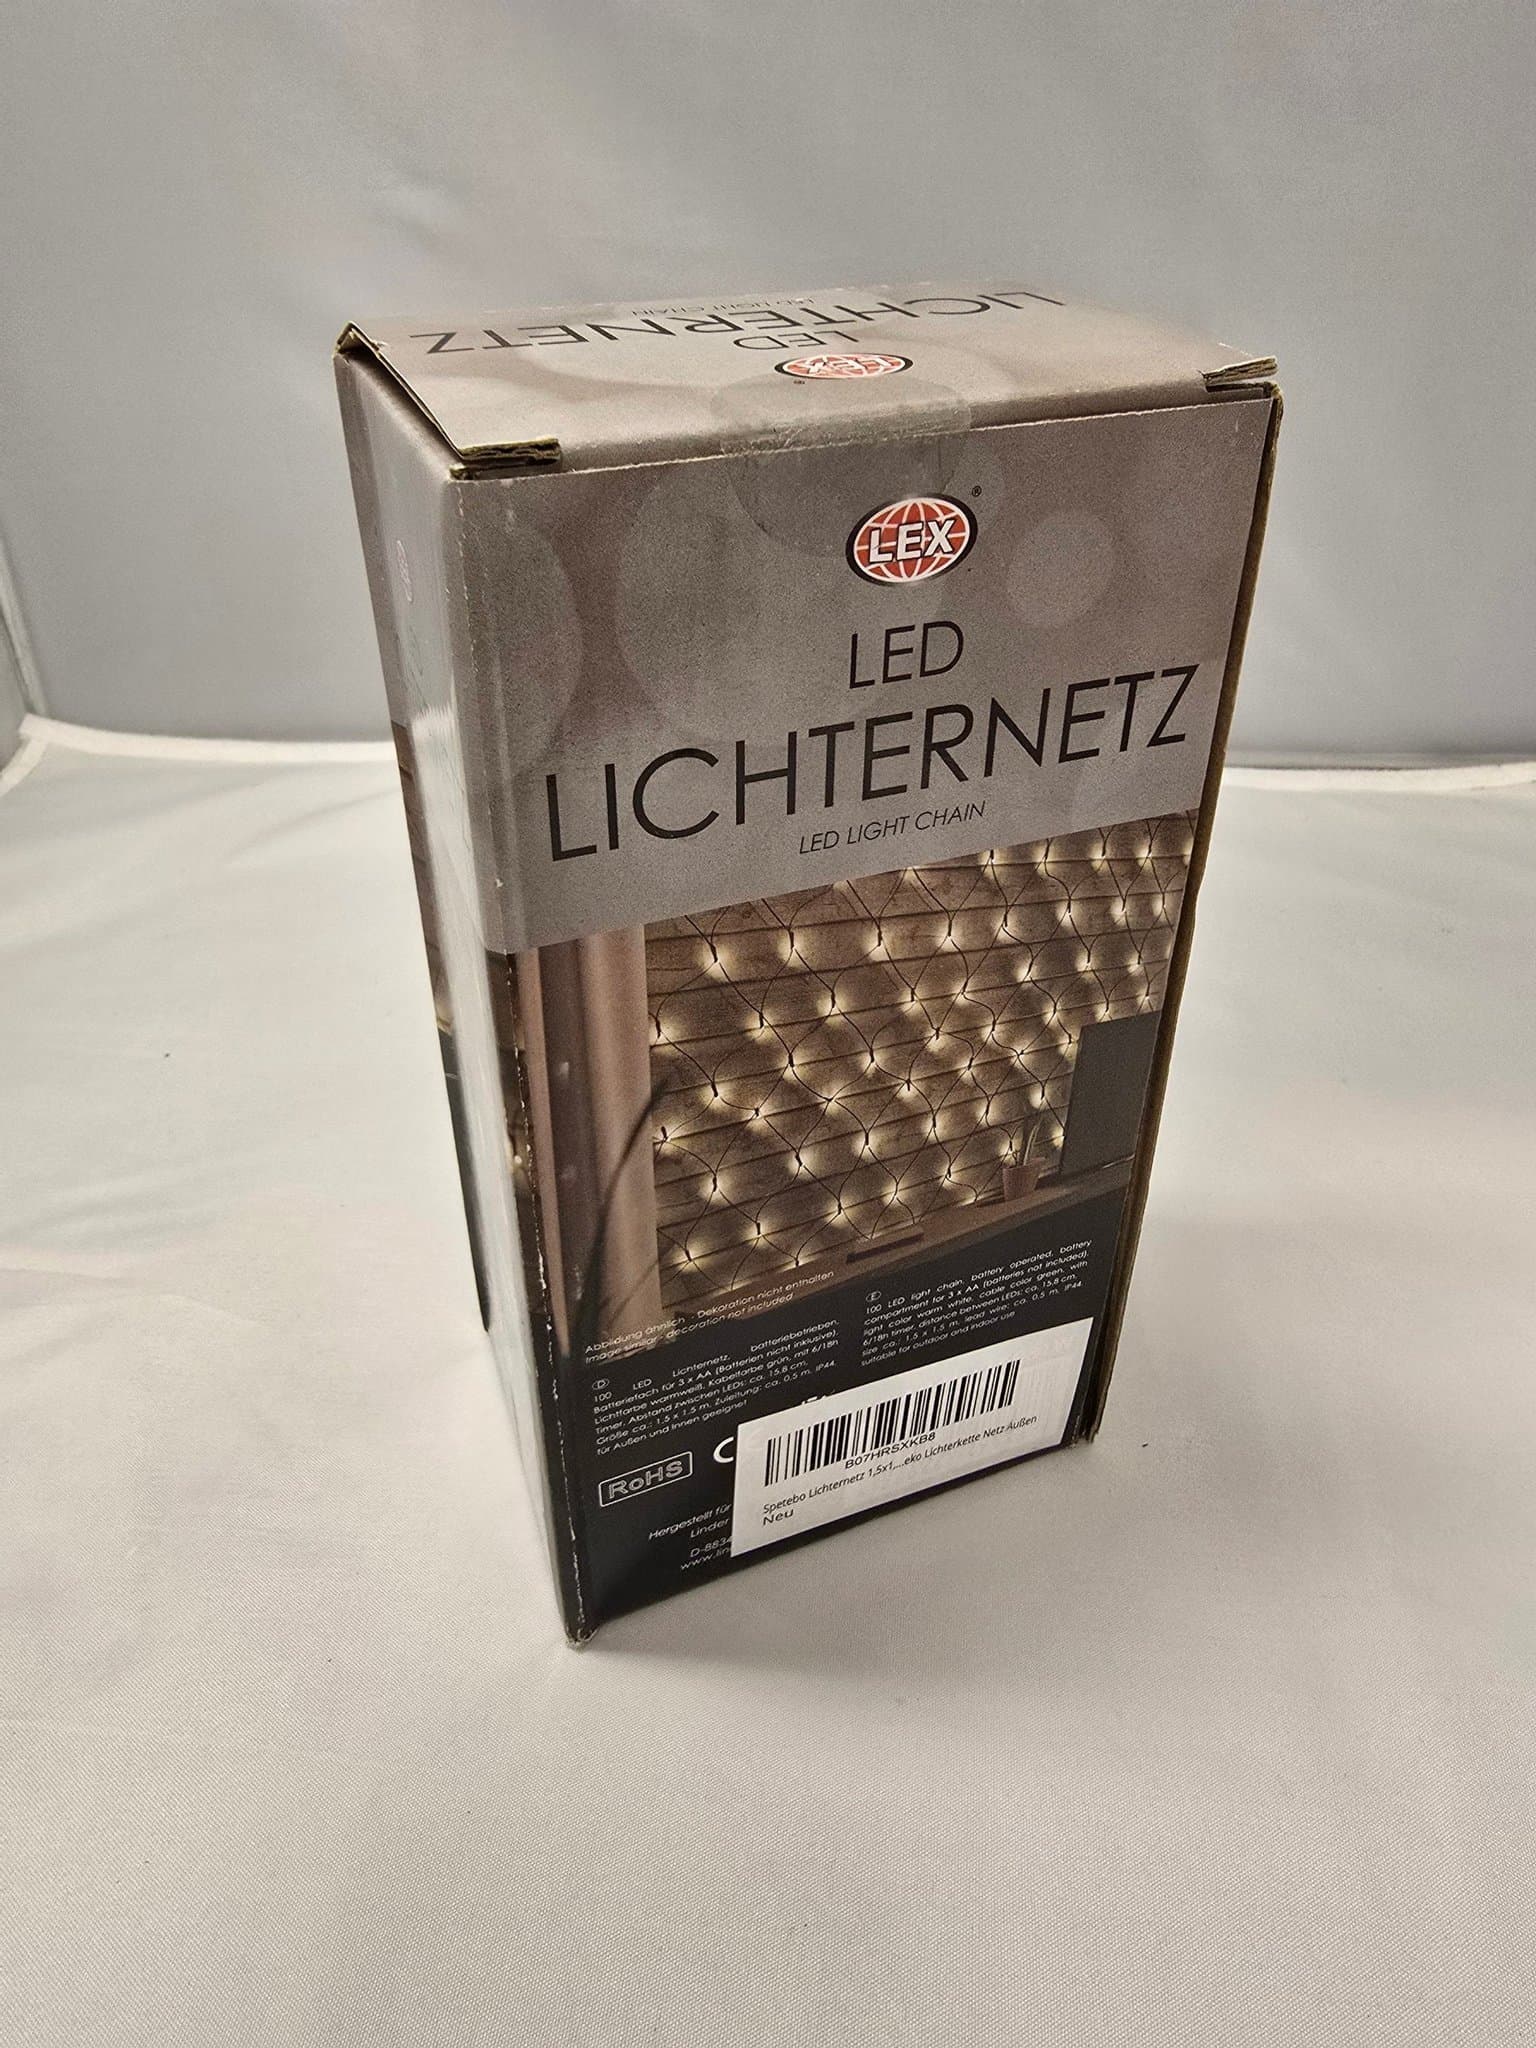 LICHTERNETZ
LED LIGHT CHAIN
LED
LEX
®
LEX
®
LED
LICHTERNETZ
LED LIGHT CHAIN
Abbildung ähnlich - Dekoration nicht enthalten
Image similar - decoration not included
D
100 LED Lichternetz, batteriebetrieben,
Batteriefach für 3 x AA (Batterien nicht inklusive).
Lichtfarbe warmweiß, Kabelfarbe grün, mit 6/18h
Timer, Abstand zwischen LEDs: ca. 15,8 cm,
Größe ca.: 1,5 x 1,5 m, Zuleitung: ca. 0,5 m, IP44
für Außen und Innen geeignet
E
100 LED light chain, battery operated, battery
compartment for 3 x AA (batteries not included),
light color warm white, cable color green, with
6/18h timer, distance between LEDs: ca. 15,8 cm,
size ca.: 1,5 x 1,5 m, lead wire: ca. 0,5 m, IP44
suitable for outdoor and indoor use
RoHS
Hergestellt für
Linder
D-8834
www.lin
B07HRSXKB8
Spetebo Lichternetz 1,5x1,...eko Lichterkette Netz Außen
Neu